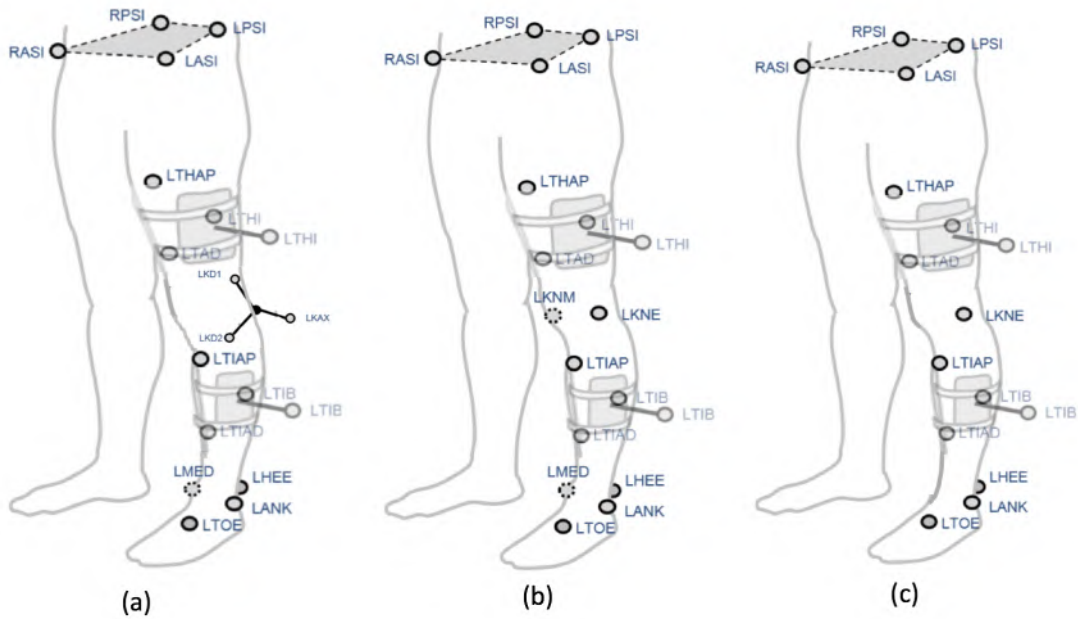 RPSI
LPSI
RASI
LASI
LTHAP
LTHI
LTHI
LTAD
LKD1
LKAX
LKD2
LTIAP
LTIB
LTIB
LTIAD
LMED
LHEE
LANK
LTOE
(a)
RPSI
LPSI
RASI
LASI
LTHAP
LTHI
LTHI
LTAD
LKNM
LKNE
LTIAP
LTIB
LTIB
LTIAD
LMED
LHEE
LANK
LTOE
(b)
RPSI
LPSI
RASI
LASI
LTHAP
LTHI
LTHI
LTAD
LKNE
LTIAP
LTIB
LTIB
LTIAD
LHEE
LANK
LTOE
(c)